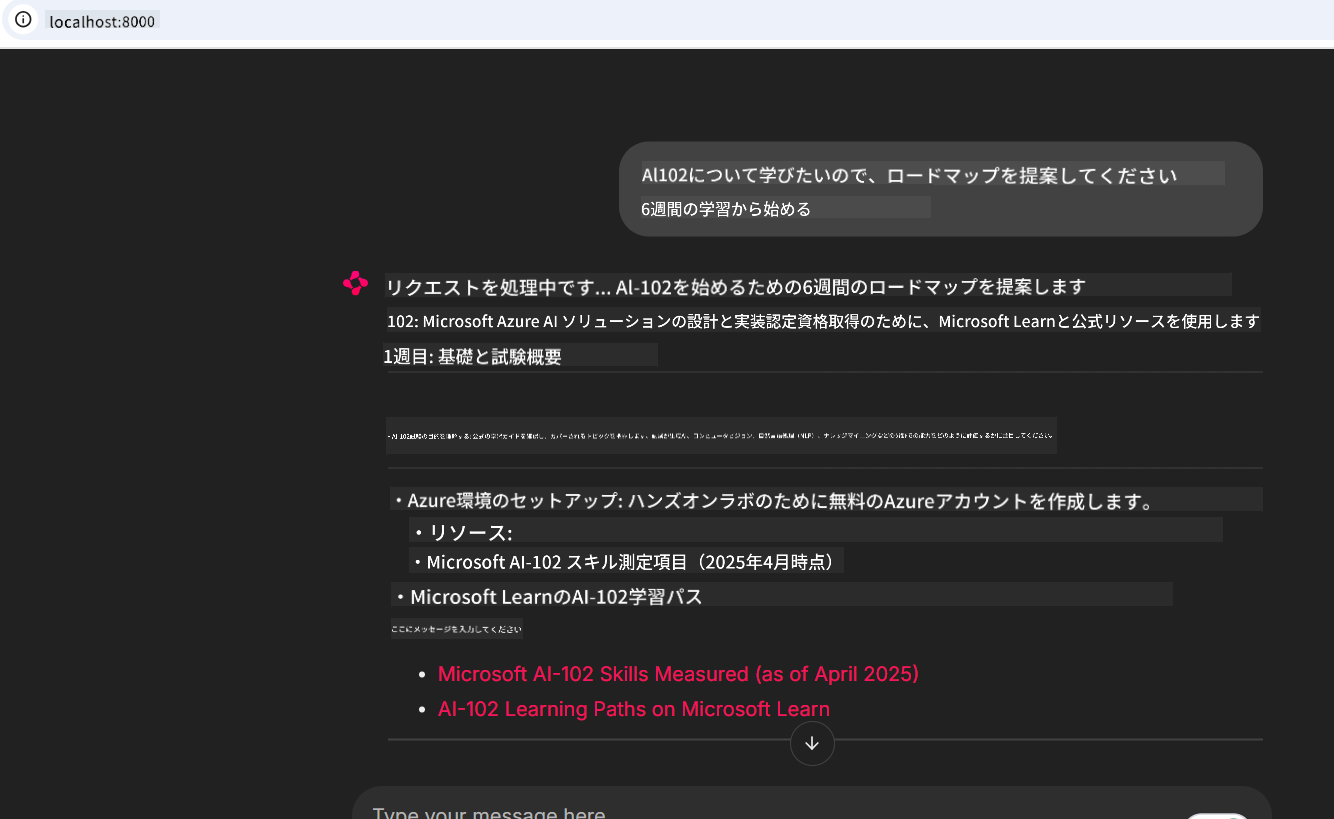 localhost:8000
AI102について学びたいので、ロードマップを提案してください
6週間の学習から始める
リクエストを処理中です... AI-102を始めるための6週間のロードマップを提案します
102: Microsoft Azure AI ソリューションの設計と実装認定資格取得のために、Microsoft Learnと公式リソースを使用します
1週目: 基礎と試験概要
・Azure環境のセットアップ: ハンズオンラボのために無料のAzureアカウントを作成します。
・リソース:
・Microsoft AI-102 スキル測定項目（2025年4月時点）
・Microsoft LearnのAI-102学習パス
ここにメッセージを入力してください
• Microsoft AI-102 Skills Measured (as of April 2025)
• AI-102 Learning Paths on Microsoft Learn
Type your message here